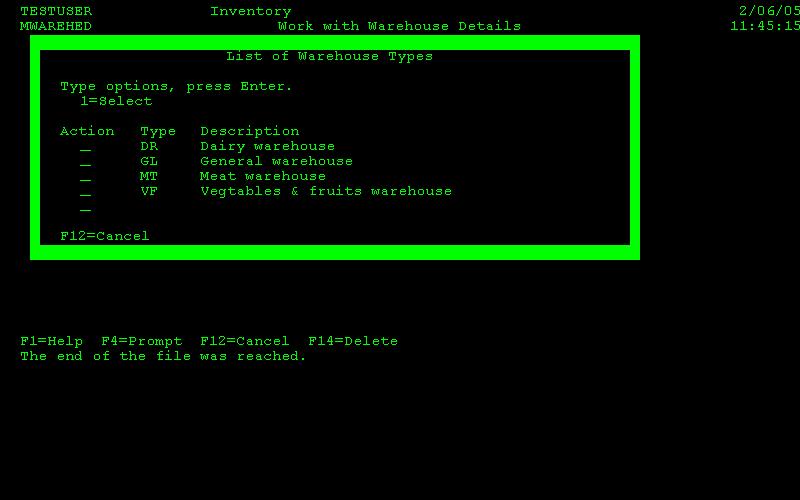 TESTUSER Inventory 2/06/05
MWAREHED Work with Warehouse Details 11:45:15
List of Warehouse Types
Type options, press Enter.
1=Select
Action Type Description
_ DR Dairy warehouse
_ GL General warehouse
_ MT Meat warehouse
_ VF Vegtables & fruits warehouse
_
F12=Cancel
F1=Help F4=Prompt F12=Cancel F14=Delete
The end of the file was reached.